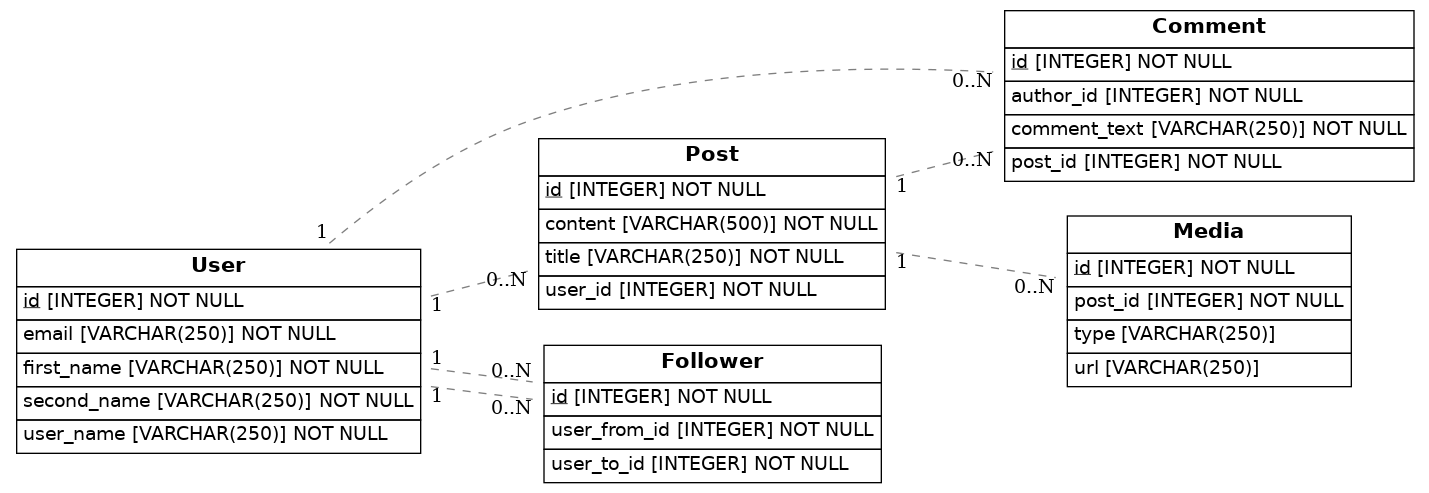 Comment
id [INTEGER] NOT NULL
author_id [INTEGER] NOT NULL
comment_text [VARCHAR(250)] NOT NULL
post_id [INTEGER] NOT NULL
0..N
0..N
Post
id [INTEGER] NOT NULL
content [VARCHAR(500)] NOT NULL
title [VARCHAR(250)] NOT NULL
user_id [INTEGER] NOT NULL
1
1
0..N
Media
id [INTEGER] NOT NULL
post_id [INTEGER] NOT NULL
type [VARCHAR(250)]
url [VARCHAR(250)]
0..N
1
User
id [INTEGER] NOT NULL
email [VARCHAR(250)] NOT NULL
first_name [VARCHAR(250)] NOT NULL
second_name [VARCHAR(250)] NOT NULL
user_name [VARCHAR(250)] NOT NULL
1
1
1
0..N
0..N
Follower
id [INTEGER] NOT NULL
user_from_id [INTEGER] NOT NULL
user_to_id [INTEGER] NOT NULL